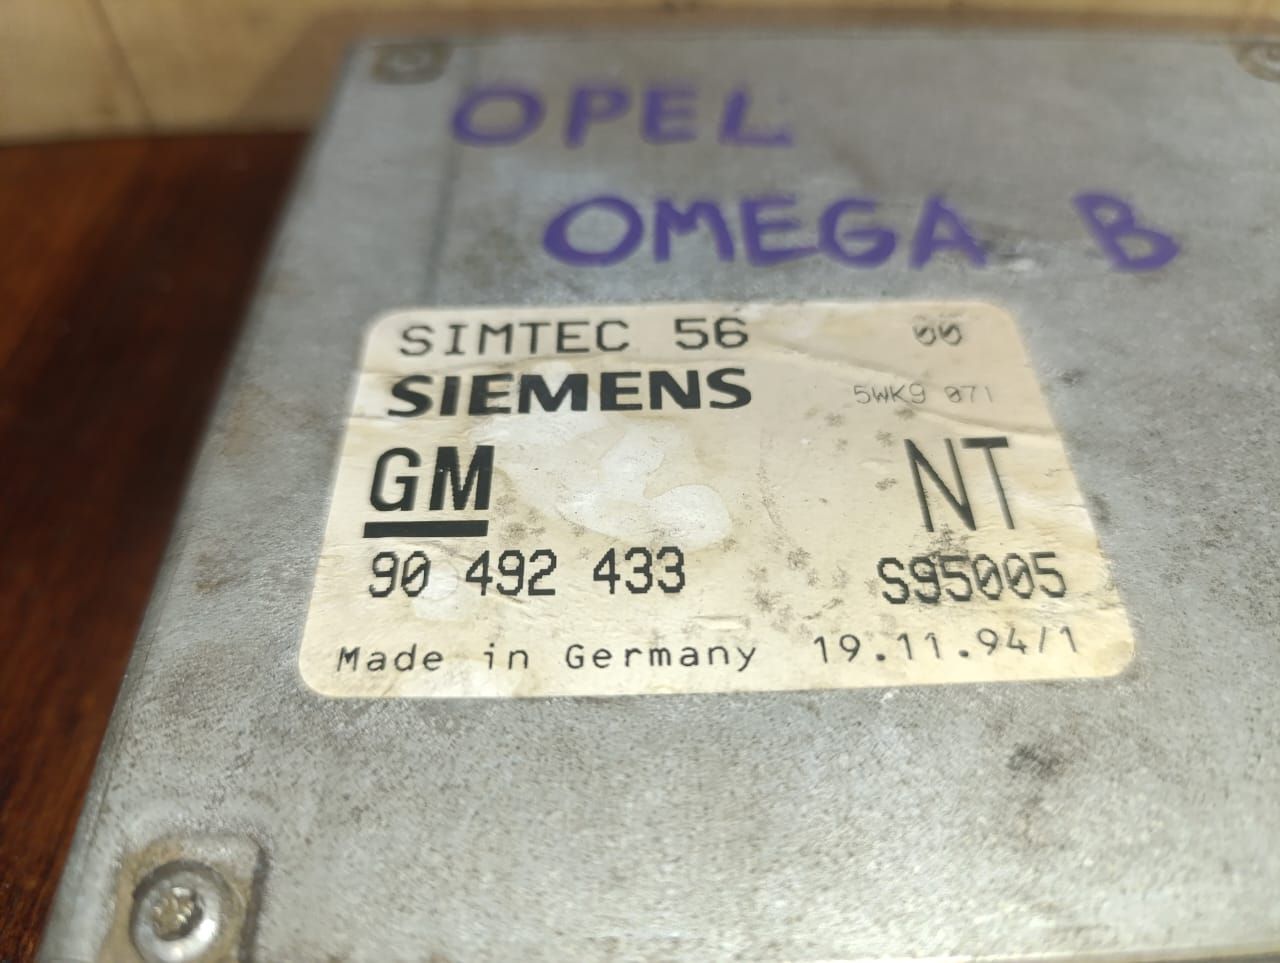 OPEL
OMEGA B
SIMTEC 56 00
SIEMENS 5WK9 071
GM NT
90 492 433 S95005
Made in Germany 19.11.94/1